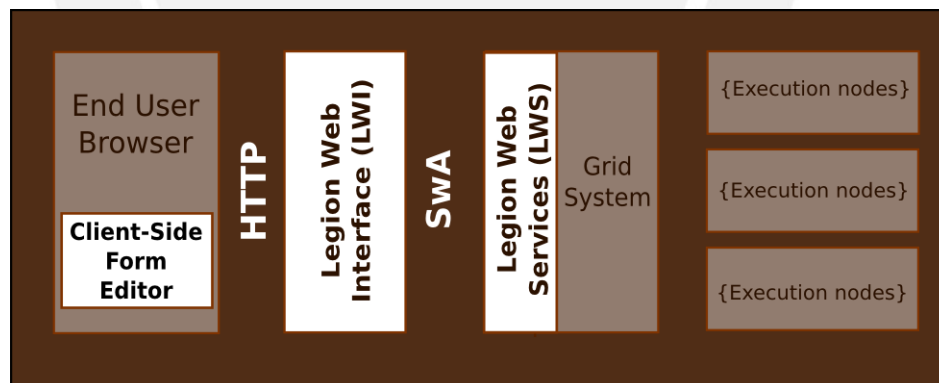 End User
Browser
Client-Side
Form
Editor
HTTP
Legion Web
Interface (LWI)
SwA
Legion Web
Services (LWS)
Grid
System
{Execution nodes}
{Execution nodes}
{Execution nodes}